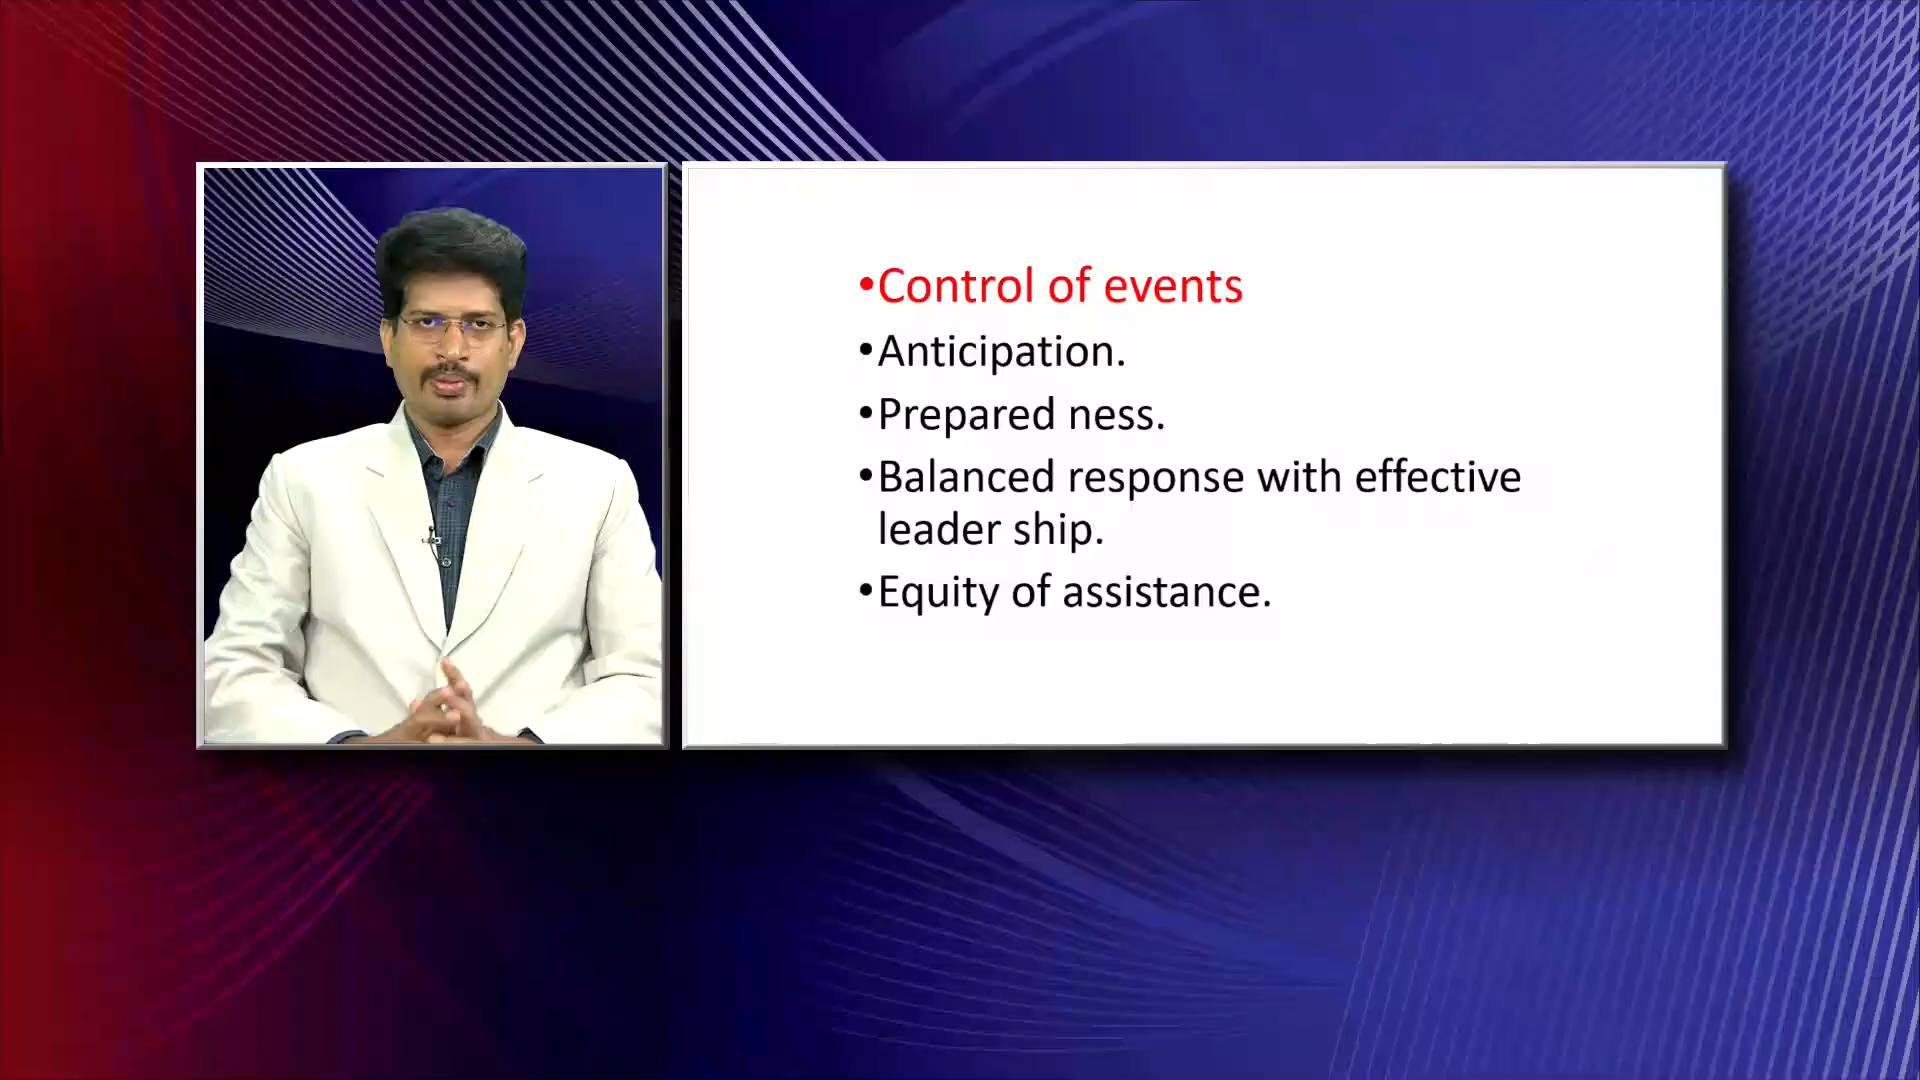 •Control of events
•Anticipation.
•Prepared ness.
•Balanced response with effective
leader ship.
•Equity of assistance.